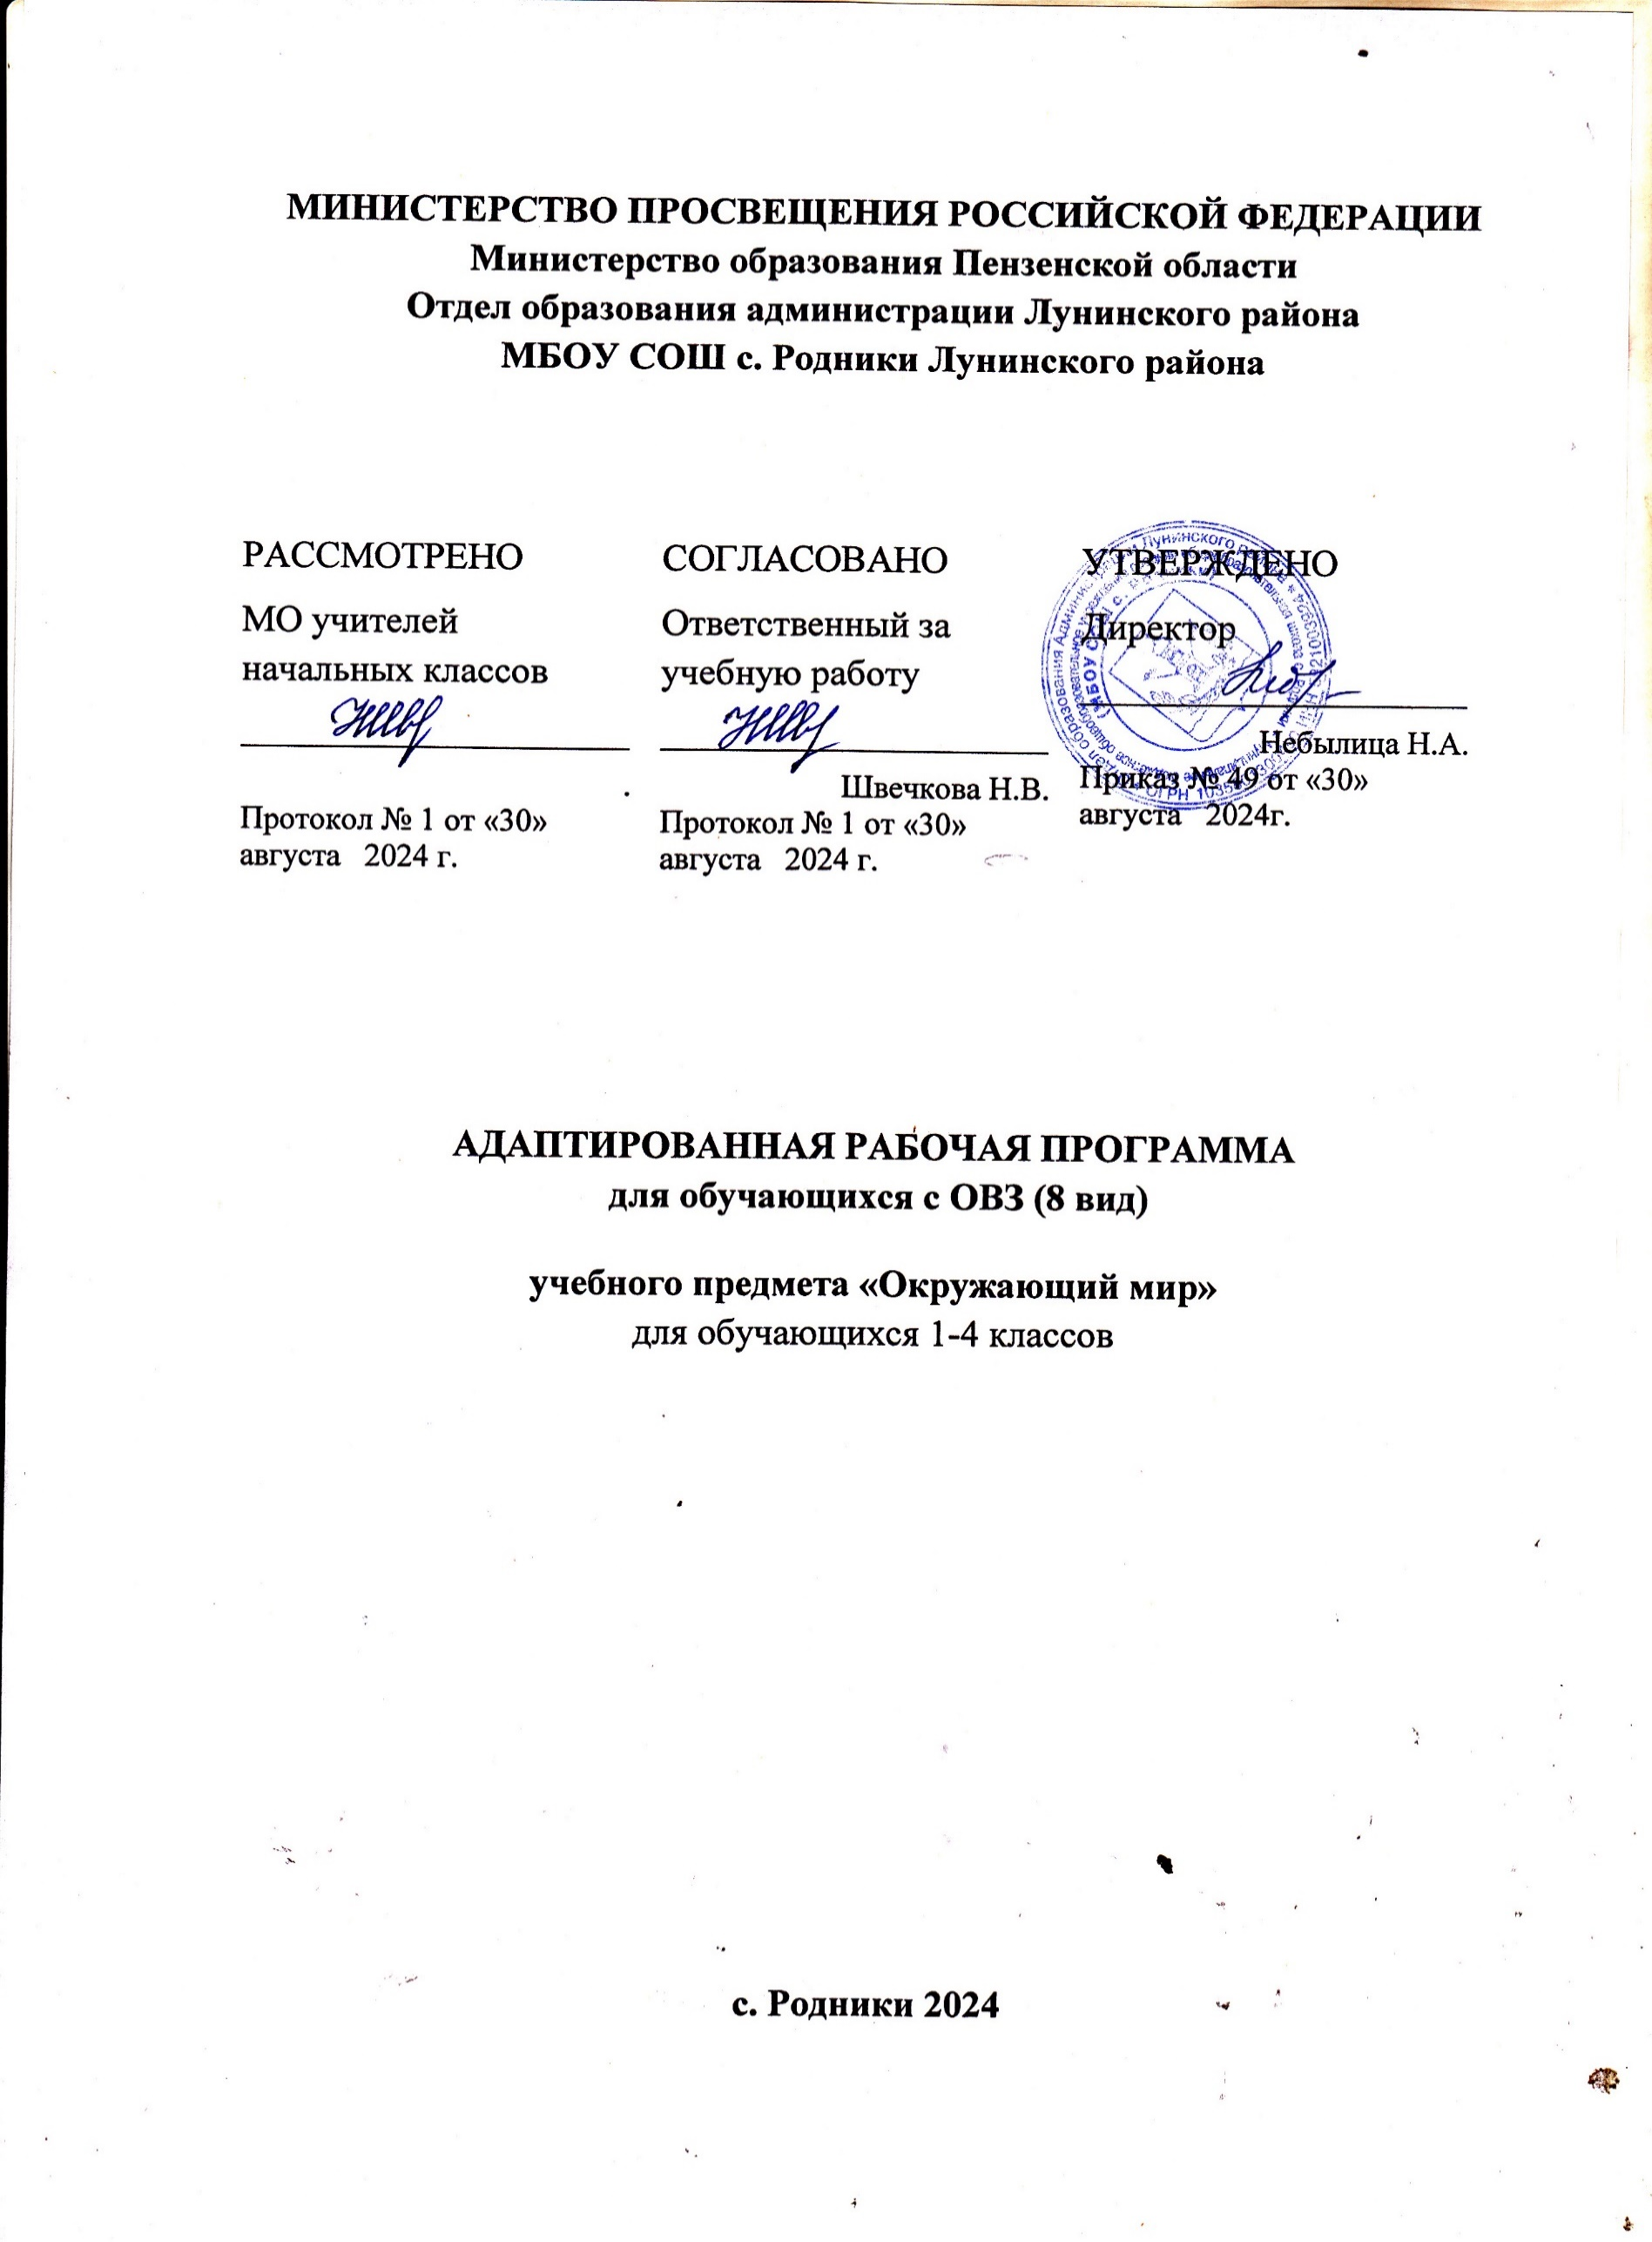 МИНИСТЕРСТВО ПРОСВЕЩЕНИЯ РОССИЙСКОЙ ФЕДЕРАЦИИ
Министерство образования Пензенской области
Отдел образования администрации Лунинского района
МБОУ СОШ с. Родники Лунинского района
РАССМОТРЕНО
МО учителей
начальных классов
.
Протокол № 1 от «30»
августа 2024 г.
СОГЛАСОВАНО
Ответственный за
учебную работу
Швечкова Н.В.
Протокол № 1 от «30»
августа 2024 г.
УТВЕРЖДЕНО
Директор
Небылица Н.А.
Приказ № 49 от «30»
августа 2024г.
АДАПТИРОВАННАЯ РАБОЧАЯ ПРОГРАММА
для обучающихся с ОВЗ (8 вид)
учебного предмета «Окружающий мир»
для обучающихся 1-4 классов
с. Родники 2024